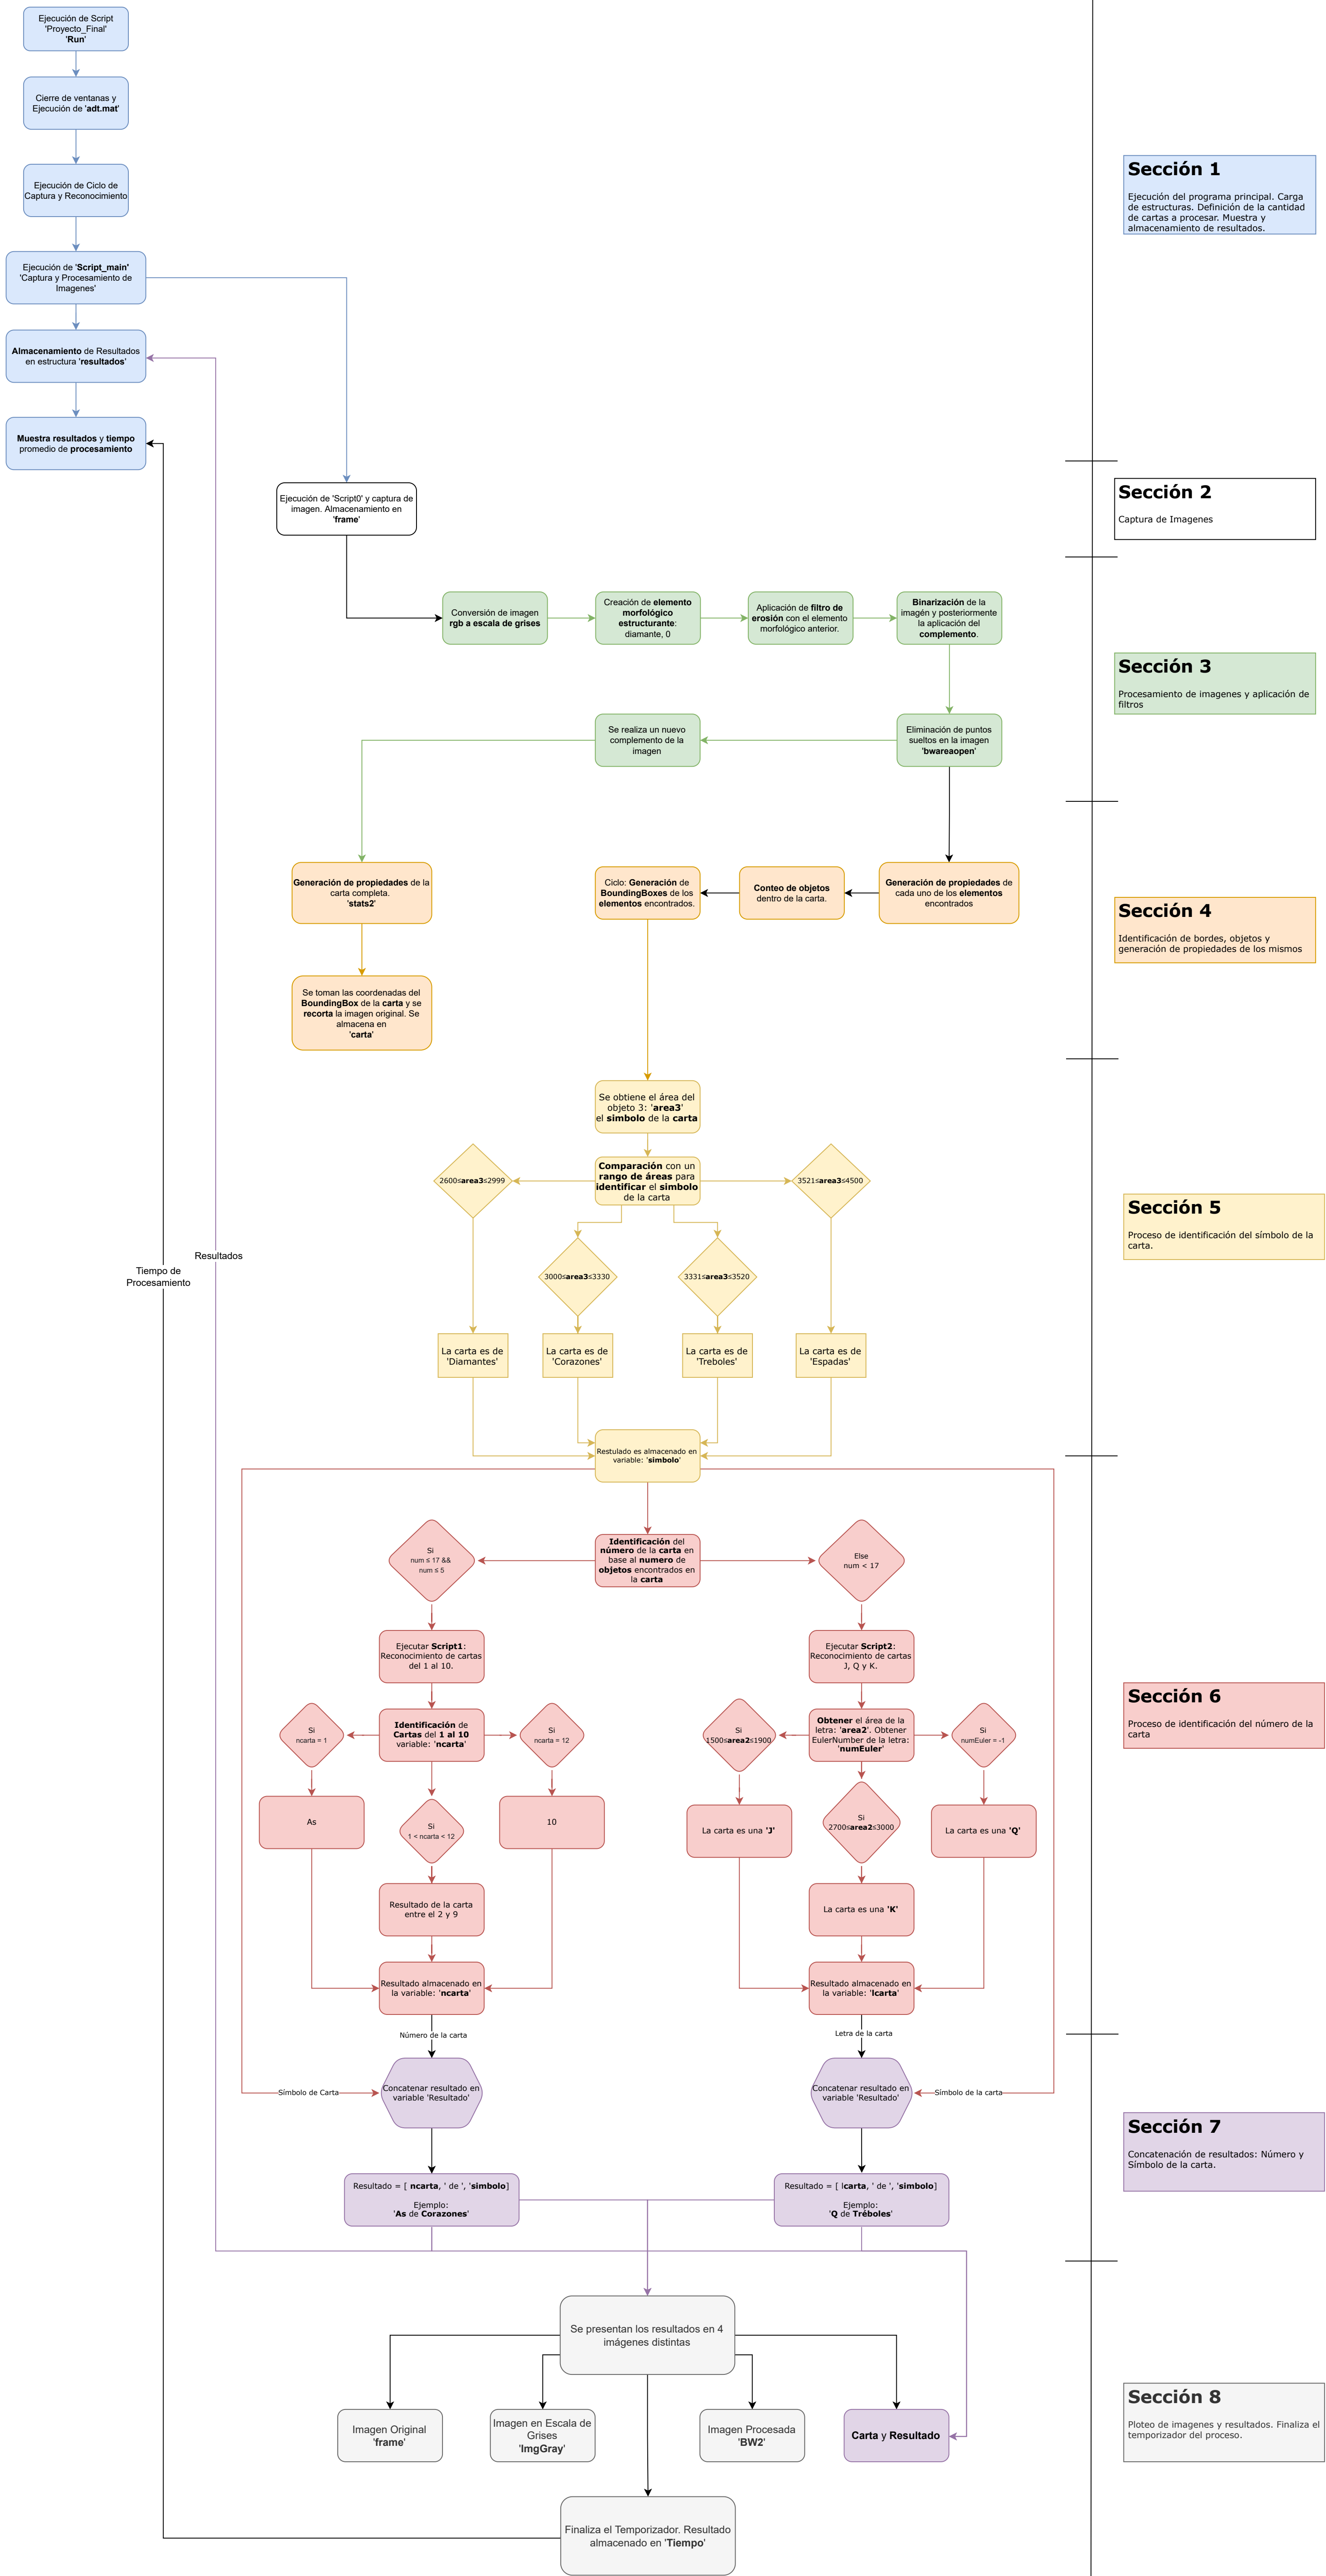 Ejecución de Script
'Proyecto_Final'
'Run'
Cierre de ventanas y
Ejecución de 'adt.mat'
Ejecución de Ciclo de
Captura y Reconocimiento
Ejecución de 'Script_main'
'Captura y Procesamiento de
Imagenes'
Almacenamiento de Resultados
en estructura 'resultados'
Muestra resultados y tiempo
promedio de procesamiento
Sección 1
Ejecución del programa principal. Carga
de estructuras. Definición de la cantidad
de cartas a procesar. Muestra y
almacenamiento de resultados.
Ejecución de 'Script0' y captura de
imagen. Almacenamiento en
'frame'
Sección 2
Captura de Imagenes
Conversión de imagen
rgb a escala de grises
Creación de elemento
morfológico
estructurante:
diamante, 0
Aplicación de filtro de
erosión con el elemento
morfológico anterior.
Binarización de la
imagén y posteriormente
la aplicación del
complemento.
Se realiza un nuevo
complemento de la
imagen
Eliminación de puntos
sueltos en la imagen
'bwareaopen'
Sección 3
Procesamiento de imagenes y aplicación de
filtros
Generación de propiedades de la
carta completa.
'stats2'
Ciclo: Generación de
BoundingBoxes de los
elementos encontrados.
Conteo de objetos
dentro de la carta.
Generación de propiedades de
cada uno de los elementos
encontrados
Se toman las coordenadas del
BoundingBox de la carta y se
recorta la imagen original. Se
almacena en
'carta'
Sección 4
Identificación de bordes, objetos y
generación de propiedades de los mismos
Se obtiene el área del
objeto 3: 'area3'
el simbolo de la carta
Comparación con un
rango de áreas para
identificar el simbolo
de la carta
2600≤area3≤2999
3521≤area3≤4500
3000≤area3≤3330
3331≤area3≤3520
La carta es de
'Diamantes'
La carta es de
'Corazones'
La carta es de
'Treboles'
La carta es de
'Espadas'
Restulado es almacenado en
variable: 'simbolo'
Sección 5
Proceso de identificación del símbolo de la
carta.
Resultados
Tiempo de
Procesamiento
Identificación del
número de la carta en
base al numero de
objetos encontrados en
la carta
Si
num ≤ 17 &&
num ≤ 5
Else
num < 17
Ejecutar Script1:
Reconocimiento de cartas
del 1 al 10.
Ejecutar Script2:
Reconocimiento de cartas
J, Q y K.
Si
ncarta = 1
Identificación de
Cartas del 1 al 10
variable: 'ncarta'
Si
ncarta = 12
Si
1500≤area2≤1900
Obtener el área de la
letra: 'area2'. Obtener
EulerNumber de la letra:
'numEuler'
Si
numEuler = -1
As
Si
1 < ncarta < 12
10
La carta es una 'J'
Si
2700≤area2≤3000
La carta es una 'Q'
Resultado de la carta
entre el 2 y 9
La carta es una 'K'
Resultado almacenado en
la variable: 'ncarta'
Resultado almacenado en
la variable: 'lcarta'
Sección 6
Proceso de identificación del número de la
carta
Número de la carta
Letra de la carta
Símbolo de Carta
Concatenar resultado en
variable 'Resultado'
Concatenar resultado en
variable 'Resultado'
Símbolo de la carta
Resultado = [ ncarta, ' de ', 'simbolo]
Ejemplo:
'As de Corazones'
Resultado = [ lcarta, ' de ', 'simbolo]
Ejemplo:
'Q de Tréboles'
Sección 7
Concatenación de resultados: Número y
Símbolo de la carta.
Se presentan los resultados en 4
imágenes distintas
Imagen Original
'frame'
Imagen en Escala de
Grises
'ImgGray'
Imagen Procesada
'BW2'
Carta y Resultado
Finaliza el Temporizador. Resultado
almacenado en 'Tiempo'
Sección 8
Ploteo de imagenes y resultados. Finaliza el
temporizador del proceso.